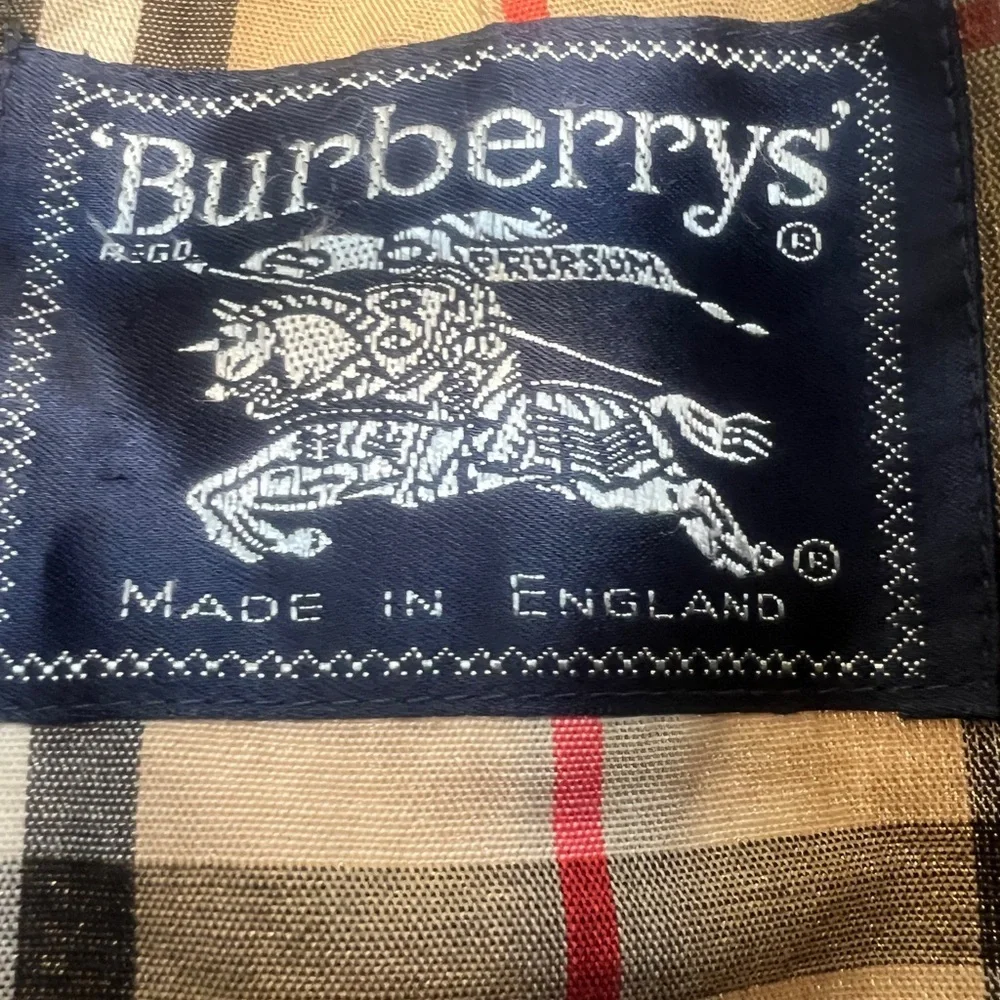 'Burberrys' ®
REGD
PRORSUM
®
MADE IN ENGLAND